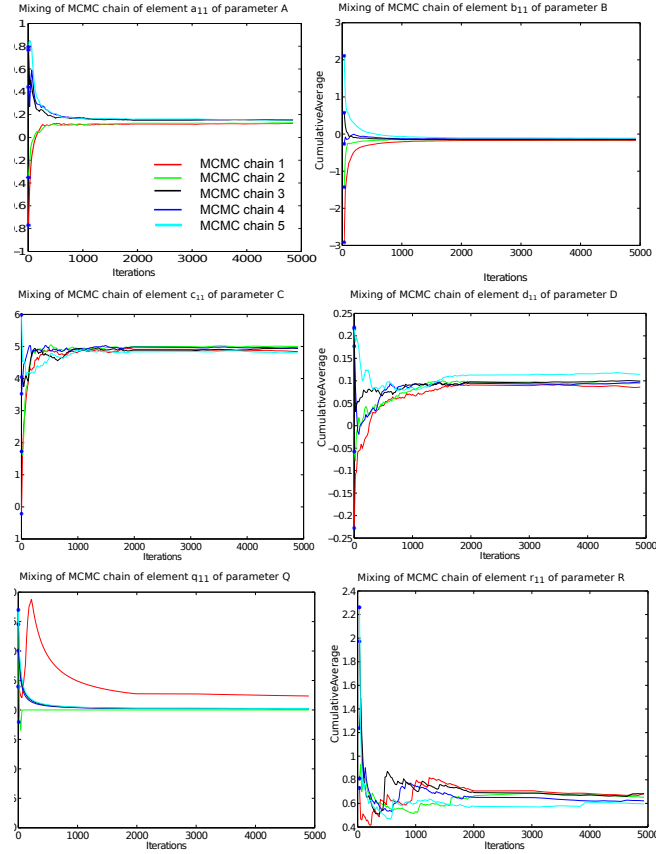 Mixing of MCMC chain of element a11 of parameter A
1
0.8
0.6
0.4
0.2
0
-0.2
-0.4
-0.6
-0.8
-1
0 1000 2000 3000 4000 5000
Iterations
MCMC chain 1
MCMC chain 2
MCMC chain 3
MCMC chain 4
MCMC chain 5
Mixing of MCMC chain of element b11 of parameter B
CumulativeAverage
3
2
1
0
−1
−2
−3
0 1000 2000 3000 4000 5000
Iterations
Mixing of MCMC chain of element c11 of parameter C
6
5
4
3
2
1
0
1
0 1000 2000 3000 4000 5000
Iterations
Mixing of MCMC chain of element d11 of parameter D
CumulativeAverage
0.25
0.2
0.15
0.1
0.05
0
0.05
0.1
0.15
0.2
−0.25
0 1000 2000 3000 4000 5000
Iterations
Mixing of MCMC chain of element q11 of parameter Q
0 1000 2000 3000 4000 5000
Iterations
Mixing of MCMC chain of element r11 of parameter R
CumulativeAverage
2.4
2.2
2
1.8
1.6
1.4
1.2
1
0.8
0.6
0.4
0 1000 2000 3000 4000 5000
Iterations